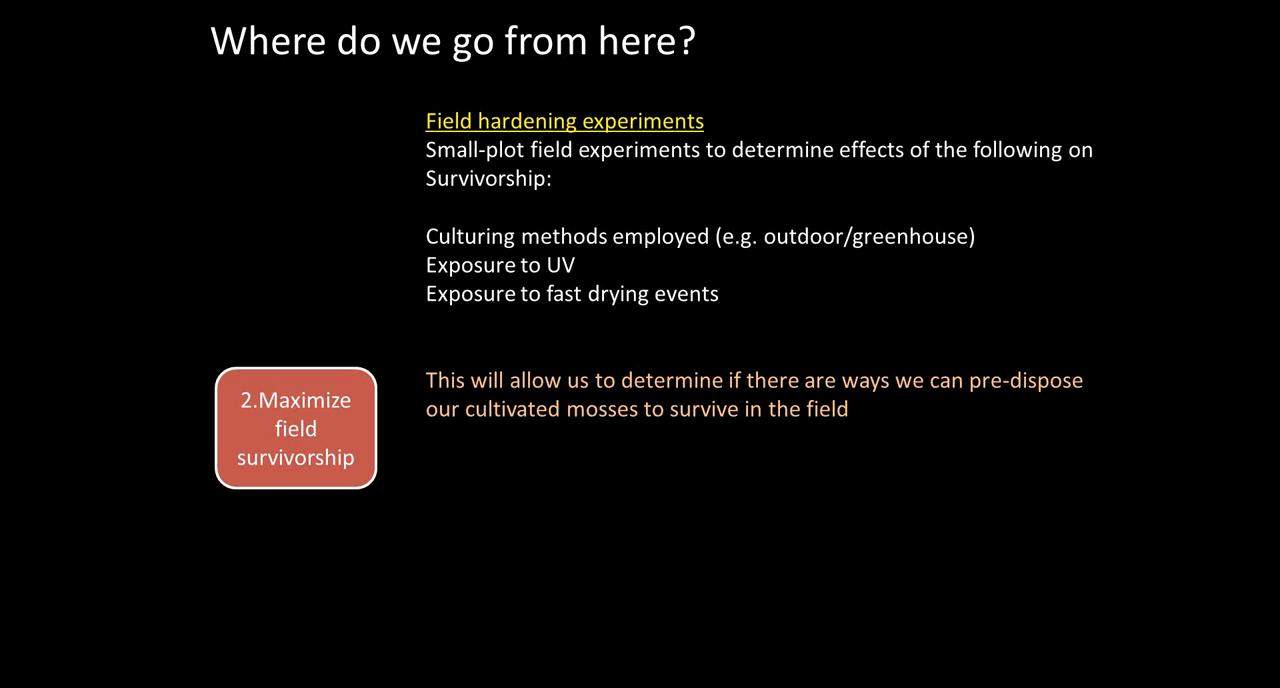 Where do we go from here?
Field hardening experiments
Small-plot field experiments to determine effects of the following on
Survivorship:
Culturing methods employed (e.g. outdoor/greenhouse)
Exposure to UV
Exposure to fast drying events
This will allow us to determine if there are ways we can pre-dispose
our cultivated mosses to survive in the field
2.Maximize
field
survivorship